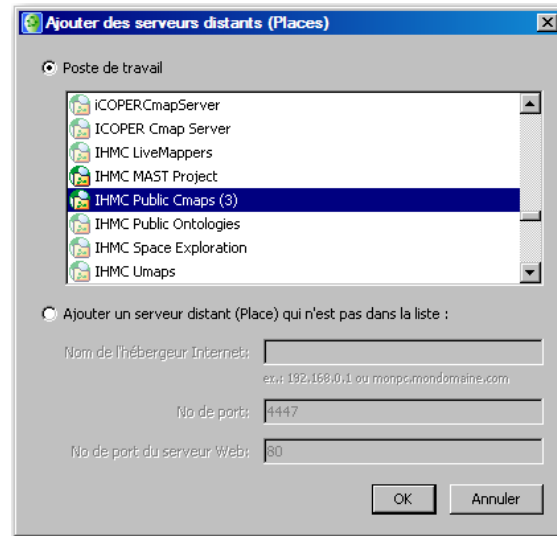 Ajouter des serveurs distants (Places)
Poste de travail
iCOPERCmapServer
ICOPER Cmap Server
IHMC LiveMappers
IHMC MAST Project
IHMC Public Cmaps (3)
IHMC Public Ontologies
IHMC Space Exploration
IHMC Umaps
Ajouter un serveur distant (Place) qui n'est pas dans la liste :
Nom de l'hébergeur Internet:
ex.: 192.168.0.1 ou monpc.mondomaine.com
No de port: 4447
No de port du serveur Web: 80
OK Annuler